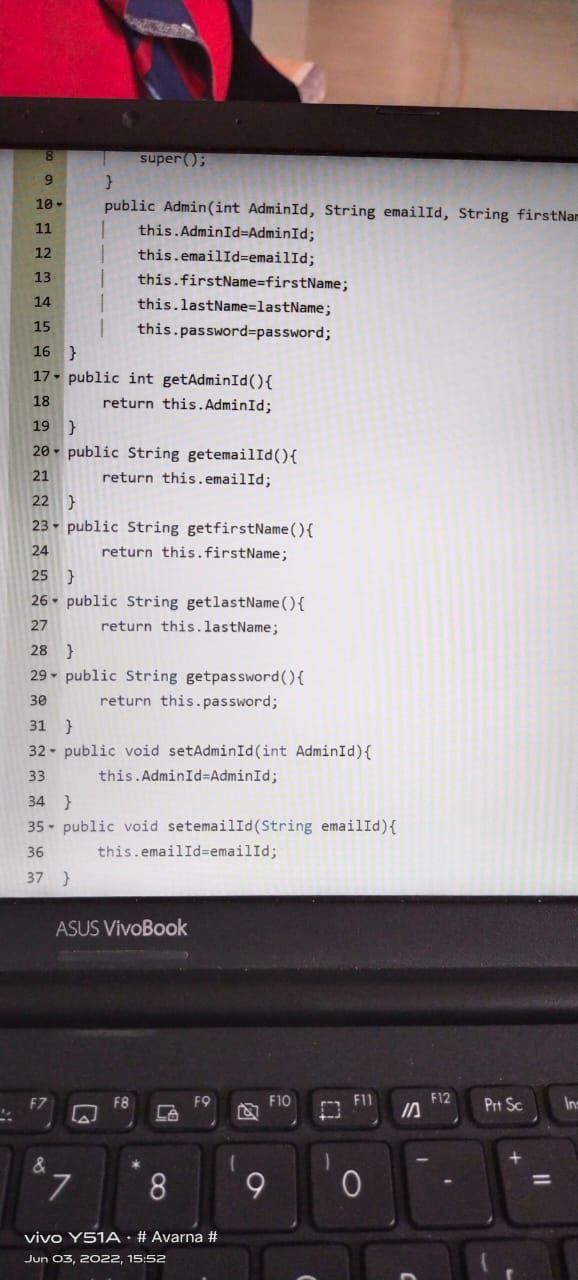 8 super();
9 }
10 public Admin(int AdminId, String emailId, String
11 this.AdminId=AdminId;
12 this.emailId=emailId;
13 this.firstName=firstName;
14 this.lastName=lastName;
15 this.password=password;
16 }
17 public int getAdminId(){
18 return this.AdminId;
19 }
20 public String getemailId(){
21 return this.emailId;
22 }
23 public String getfirstName(){
24 return this.firstName;
25 }
26 public String getlastName(){
27 return this.lastName;
28 }
29 public String getpassword(){
30 return this.password;
31 }
32 public void setAdminId(int AdminId){
33 this.AdminId=AdminId;
34 }
35 public void setemailId(String emailId){
36 this.emailId=emailId;
37 }
ASUS VivoBook
F7 F8 F9 F10 F11 F12 Prt Sc
& * ( ) - +
7 8 9 0 - =
vivo Y51A · # Avarna #
Jun 03, 2022, 15:52